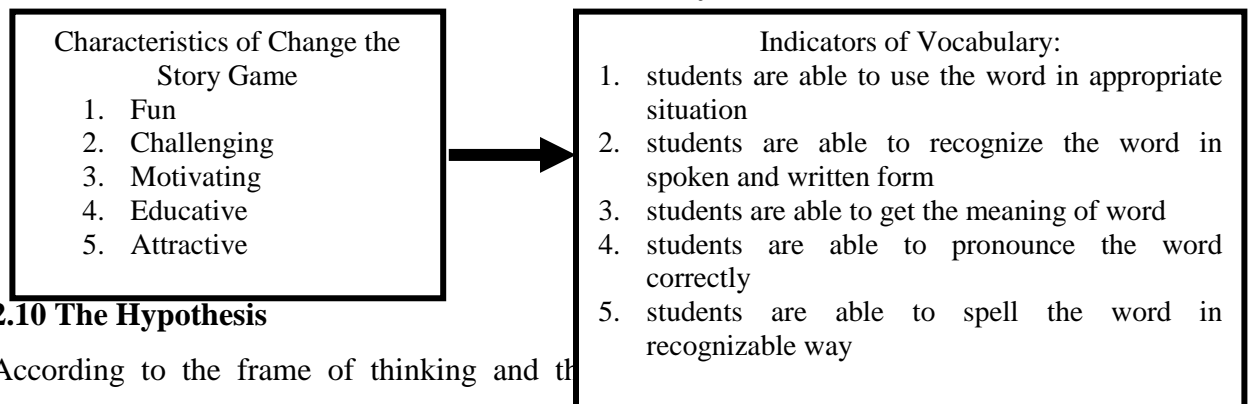 Characteristics of Change the
Story Game
1. Fun
2. Challenging
3. Motivating
4. Educative
5. Attractive
Indicators of Vocabulary:
1. students are able to use the word in appropriate
situation
2. students are able to recognize the word in
spoken and written form
3. students are able to get the meaning of word
4. students are able to pronounce the word
correctly
5. students are able to spell the word in
recognizable way
2.10 The Hypothesis
According to the frame of thinking and